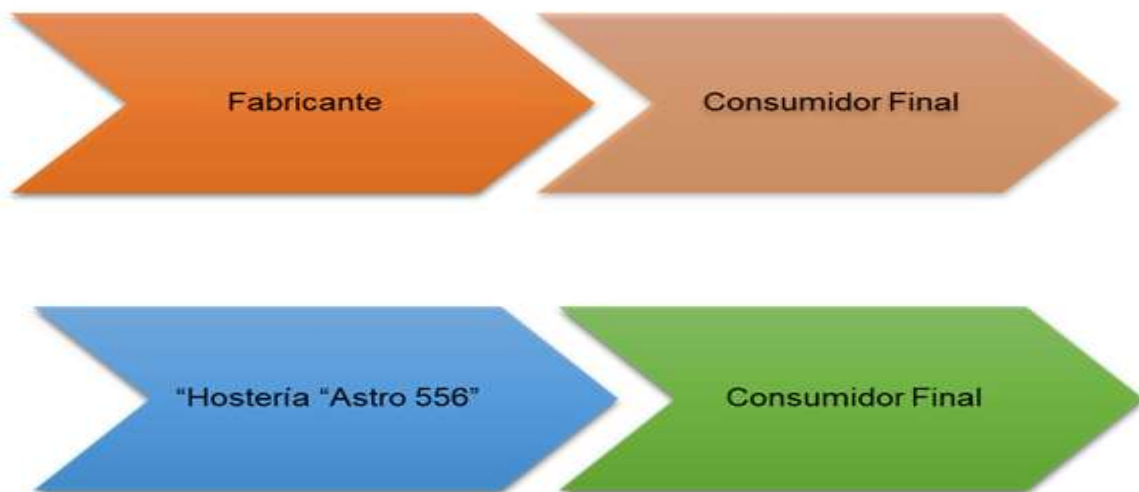 Fabricante
Consumidor Final
“Hostería “Astro 556”
Consumidor Final